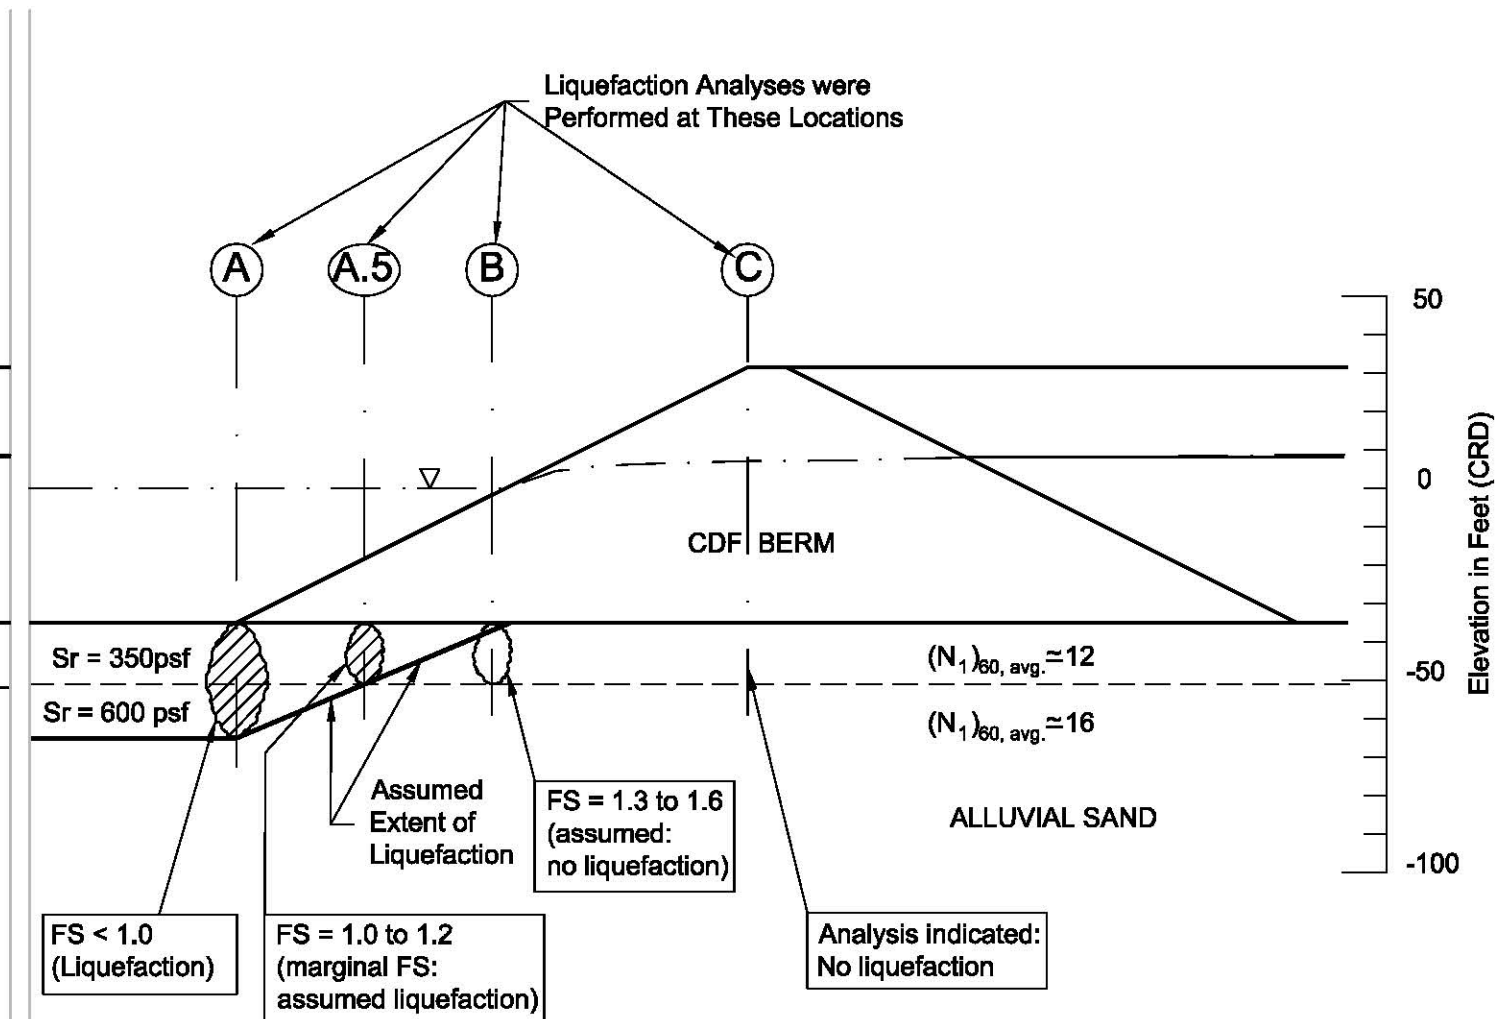 Liquefaction Analyses were
Performed at These Locations
A
A.5
B
C
50
0
-50
-100
Elevation in Feet (CRD)
CDF BERM
Sr = 350psf
(N1)60, avg.≃12
Sr = 600 psf
(N1)60, avg.≃16
Assumed
Extent of
Liquefaction
FS = 1.3 to 1.6
(assumed:
no liquefaction)
ALLUVIAL SAND
FS < 1.0
(Liquefaction)
FS = 1.0 to 1.2
(marginal FS:
assumed liquefaction)
Analysis indicated:
No liquefaction